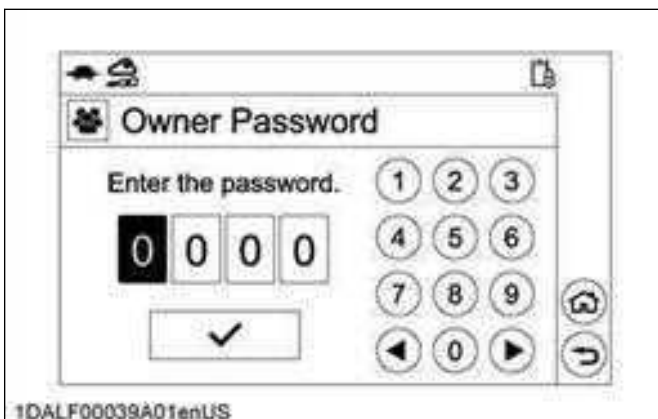 Owner Password
Enter the password.
1 2 3
0 0 0 0
4 5 6
7 8 9
0
1DALF00039A01enUS